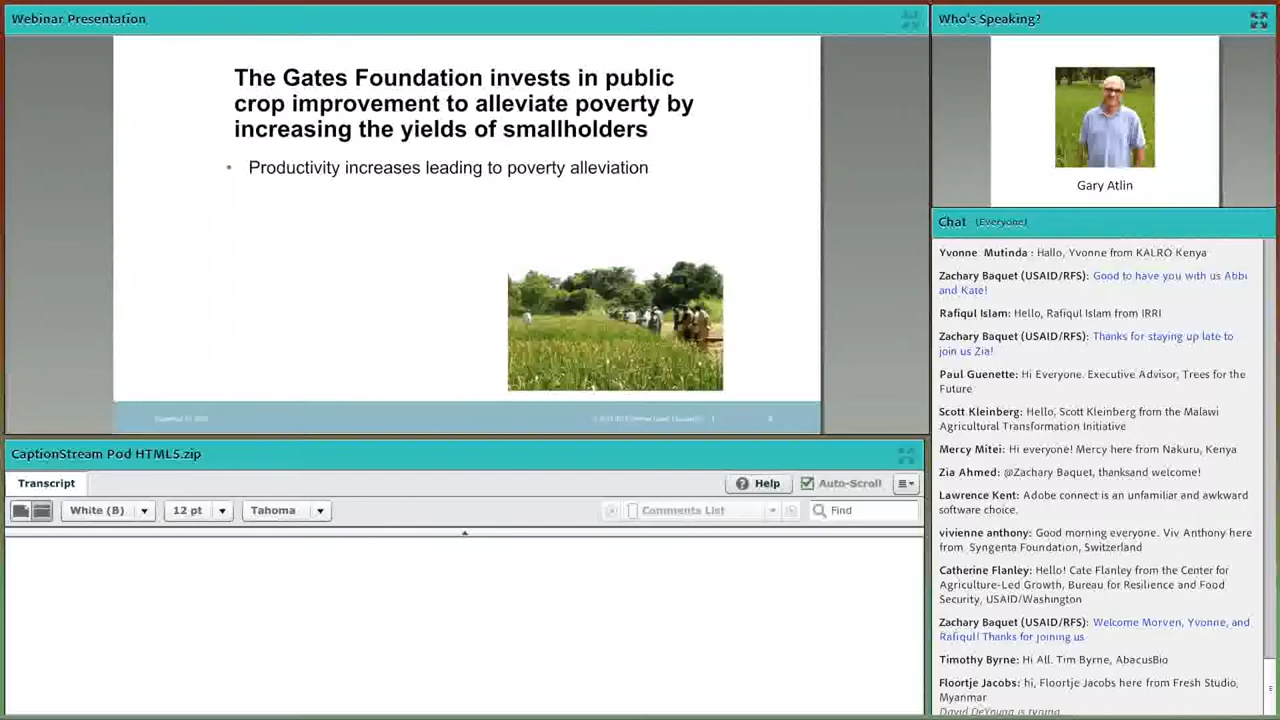 Webinar Presentation
The Gates Foundation invests in public
crop improvement to alleviate poverty by
increasing the yields of smallholders
• Productivity increases leading to poverty alleviation
Who's Speaking?
Gary Atlin
Chat (Everyone)
Yvonne Mutinda : Hallo, Yvonne from KALRO Kenya
Zachary Baquet (USAID/RFS): Good to have you with us Abbi
and Kate!
Rafiqul Islam: Hello, Rafiqul Islam from IRRI
Zachary Baquet (USAID/RFS): Thanks for staying up late to
join us Zia!
Paul Guenette: Hi Everyone. Executive Advisor, Trees for the
Future
Scott Kleinberg: Hello, Scott Kleinberg from the Malawi
Agricultural Transformation Initiative
Mercy Mitei: Hi everyone! Mercy here from Nakuru, Kenya
Zia Ahmed: @Zachary Baquet, thanksand welcome!
Lawrence Kent: Adobe connect is an unfamiliar and awkward
software choice.
vivienne anthony: Good morning everyone. Viv Anthony here
from Syngenta Foundation, Switzerland
Catherine Flanley: Hello! Cate Flanley from the Center for
Agriculture-Led Growth, Bureau for Resilience and Food
Security, USAID/Washington
Zachary Baquet (USAID/RFS): Welcome Morven, Yvonne, and
Rafiqul! Thanks for joining us
Timothy Byrne: Hi All. Tim Byrne, AbacusBio
Floortje Jacobs: hi, Floortje Jacobs here from Fresh Studio,
Myanmar
David DeYoung is typing
CaptionStream Pod HTML5.zip
Transcript
Help
Auto-Scroll
White (B)
12 pt
Tahoma
Comments List
Find